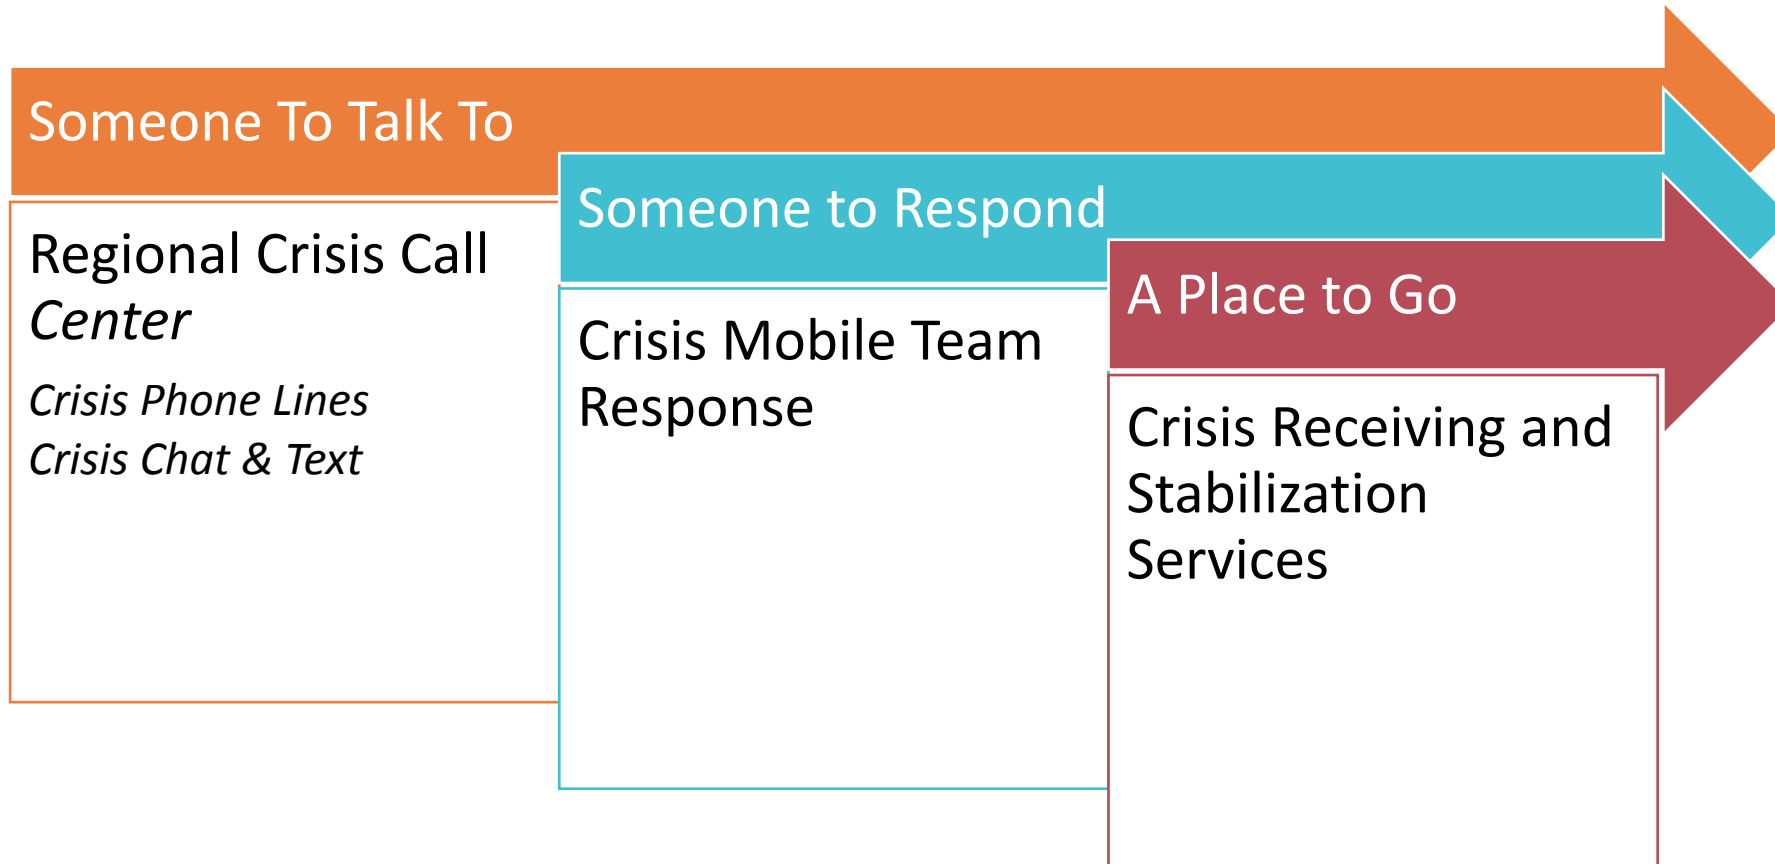 Someone To Talk To
Regional Crisis Call
Center
Crisis Phone Lines
Crisis Chat & Text
Someone to Respond
Crisis Mobile Team
Response
A Place to Go
Crisis Receiving and
Stabilization
Services